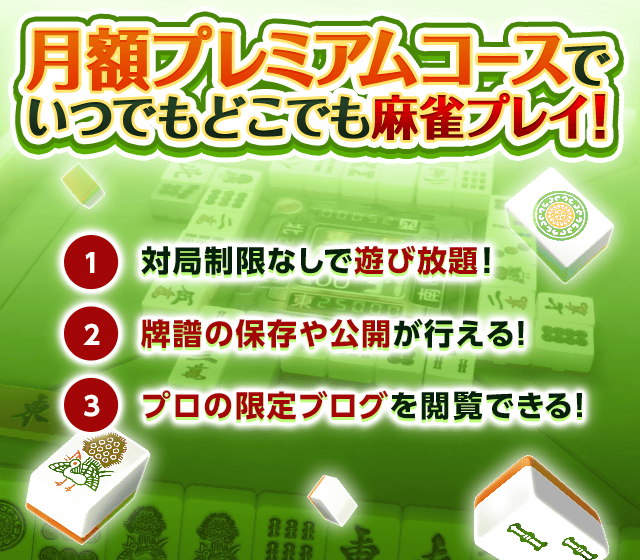 月額プレミアムコースで
いつでもどこでも麻雀プレイ!
1 対局制限なしで遊び放題!
2 牌譜の保存や公開が行える!
3 プロの限定ブログを閲覧できる!